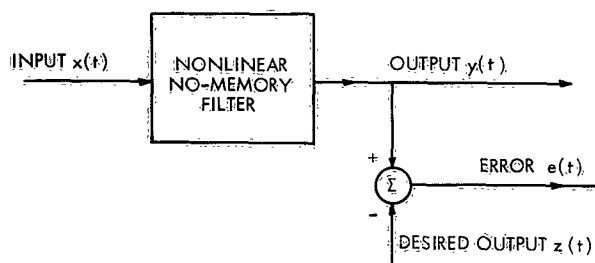 INPUT x(t)
NONLINEAR
NO-MEMORY
FILTER
OUTPUT y(t)
+
Σ
ERROR e(t)
-
DESIRED OUTPUT z(t)